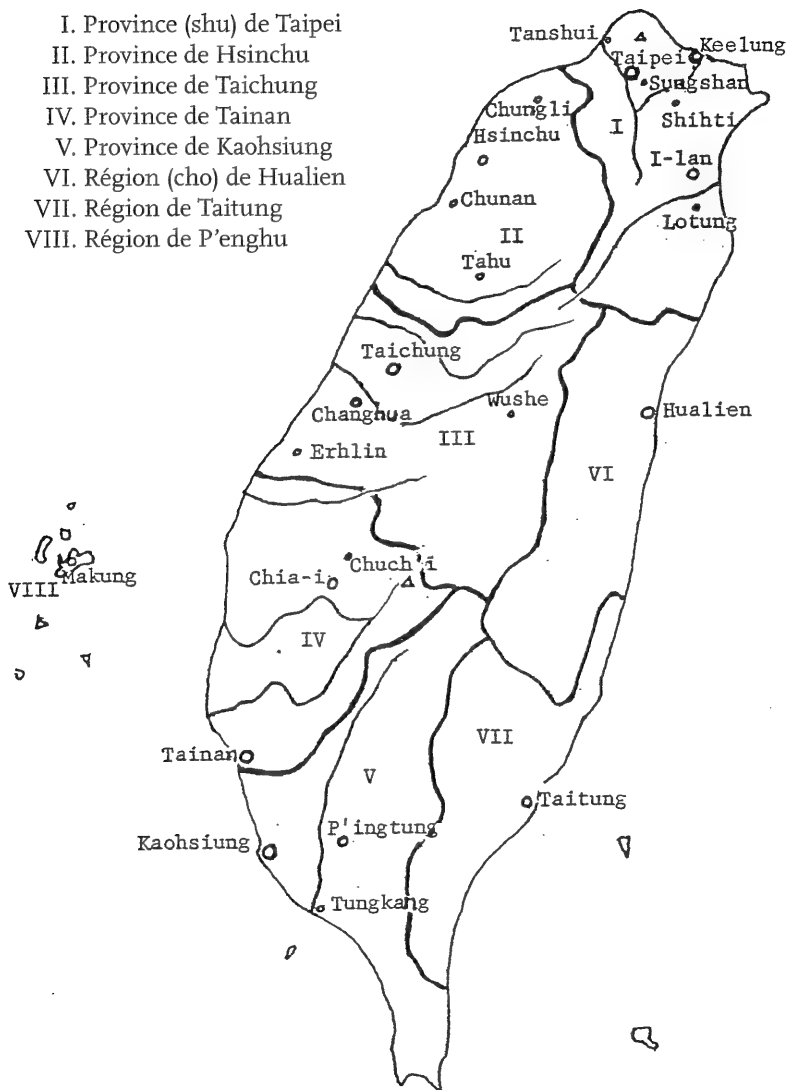 I. Province (shu) de Taipei
II. Province de Hsinchu
III. Province de Taichung
IV. Province de Tainan
V. Province de Kaohsiung
VI. Région (cho) de Hualien
VII. Région de Taitung
VIII. Région de P'enghu
Tanshui
Keelung
Taipei
Sungshan
Chungli
Shihti
I
Hsinchu
I-lan
Chunan
Lotung
II
Tahu
Taichung
Wushe
Changhua
Hualien
III
Erhlin
VI
Chuch'i
Makung
Chia-i
VIII
IV
VII
Tainan
V
Taitung
P'ingtung
Kaohsiung
Tungkang